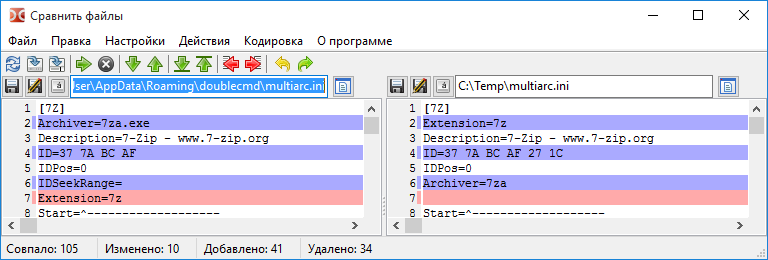 Сравнить файлы
Файл Правка Настройки Действия Кодировка О программе
ser\AppData\Roaming\doublecmd\multiarc.ini
C:\Temp\multiarc.ini
1 [7Z]
2 Archiver=7za.exe
3 Description=7-Zip - www.7-zip.org
4 ID=37 7A BC AF
5 IDPos=0
6 IDSeekRange=
7 Extension=7z
8 Start=^-------------------
1 [7Z]
2 Extension=7z
3 Description=7-Zip - www.7-zip.org
4 ID=37 7A BC AF 27 1C
5 IDPos=0
6 Archiver=7za
7
8 Start=^-------------------
Совпало: 105 Изменено: 10 Добавлено: 41 Удалено: 34